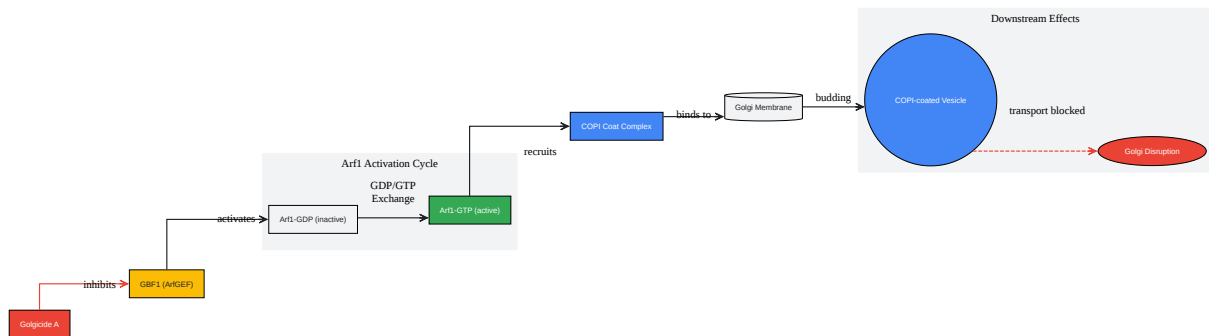 Downstream Effects
COPI-coated Vesicle
budding
Golgi Membrane
transport blocked
binds to
COPI Coat Complex
recruits
Golgi Disruption
Arf1 Activation Cycle
GDP/GTP
Exchange
Arf1-GTP (active)
activates
Arf1-GDP (inactive)
inhibits
GBF1 (ArfGEF)
Golgicide A